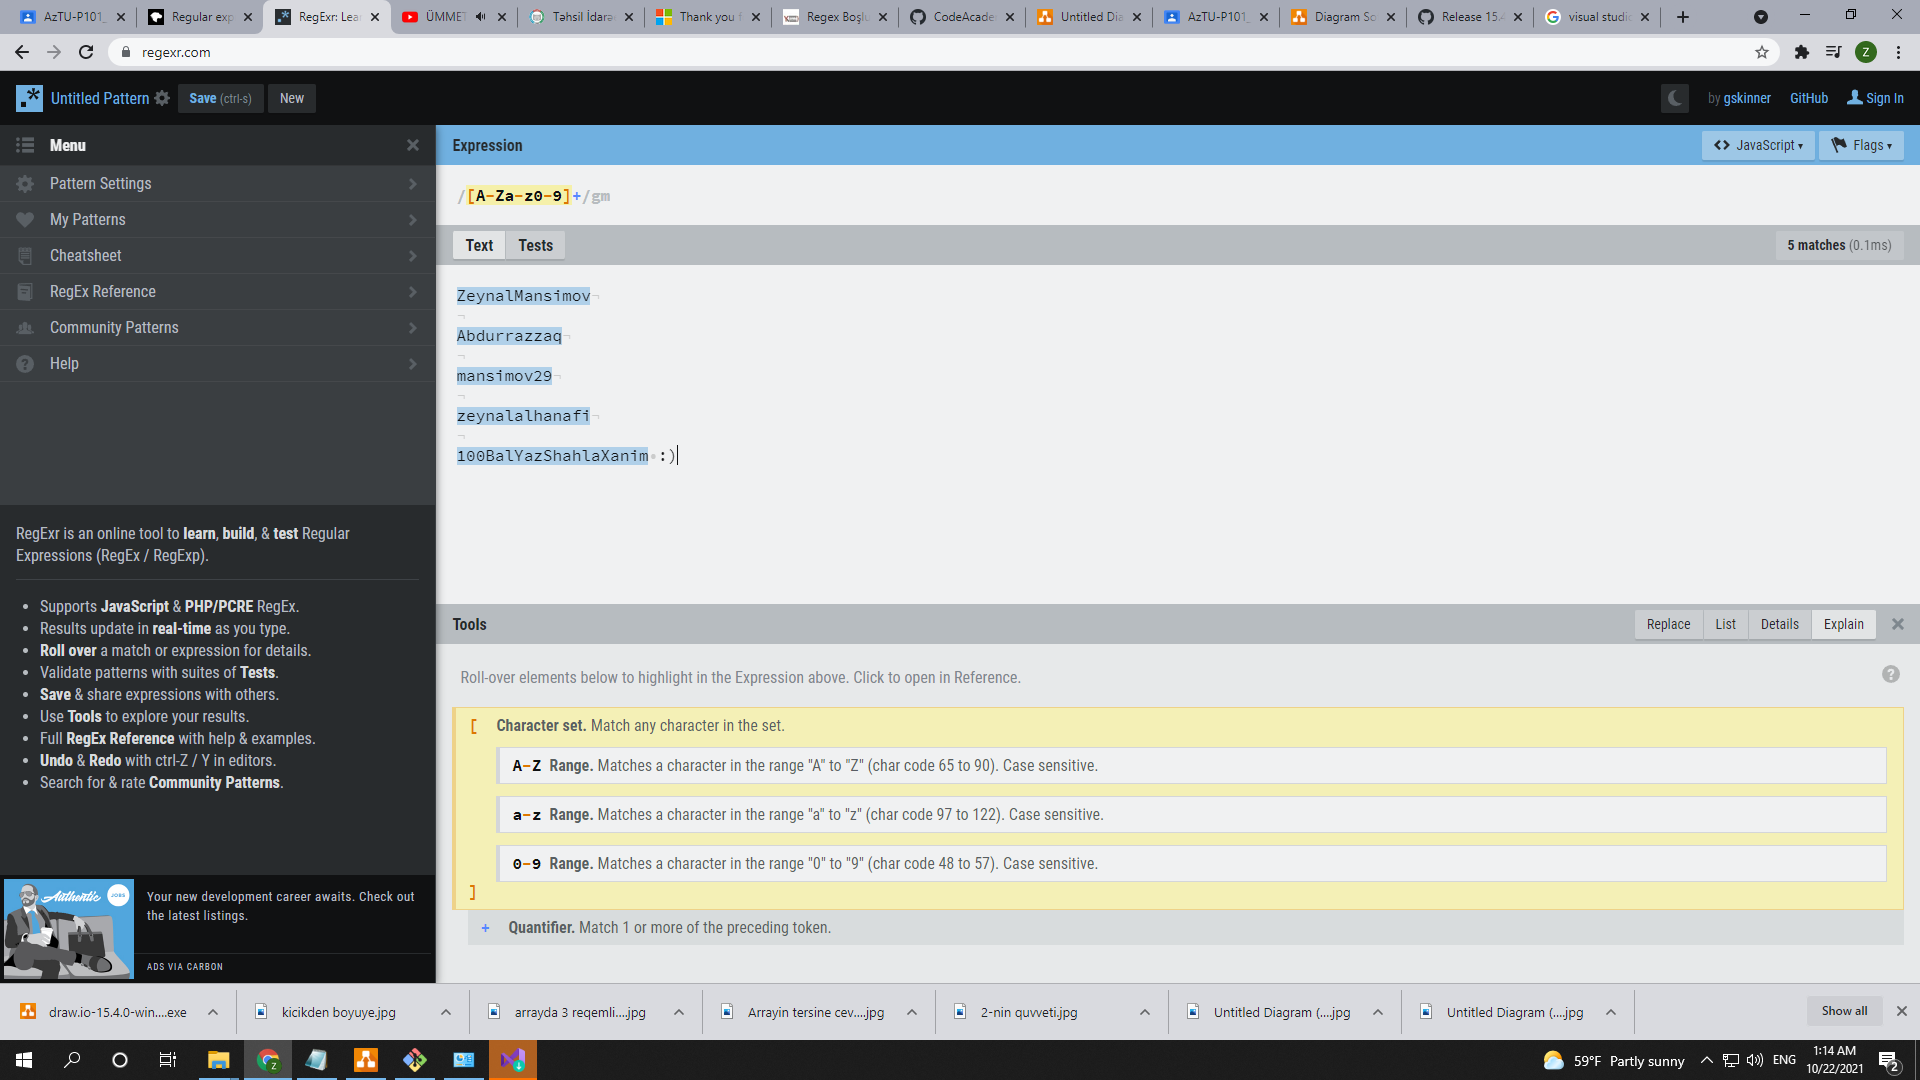 AzTU-P101_
Regular exp
RegExr: Lea
ÜMMET
Təhsil İdarə
Thank you f
Regex Boşlu
CodeAcade
Untitled Dia
AzTU-P101_
Diagram So
Release 15.4
visual studio
regexr.com
Z
Untitled Pattern
Save (ctrl-s)
New
by gskinner
GitHub
Sign In
Menu
Pattern Settings
My Patterns
Cheatsheet
RegEx Reference
Community Patterns
Help
RegExr is an online tool to learn, build, & test Regular
Expressions (RegEx / RegExp).
• Supports JavaScript & PHP/PCRE RegEx.
• Results update in real-time as you type.
• Roll over a match or expression for details.
• Validate patterns with suites of Tests.
• Save & share expressions with others.
• Use Tools to explore your results.
• Full RegEx Reference with help & examples.
• Undo & Redo with ctrl-Z / Y in editors.
• Search for & rate Community Patterns.
Authentic JOBS
Your new development career awaits. Check out
the latest listings.
ADS VIA CARBON
Expression
JavaScript
Flags
/[A-Za-z0-9]+/gm
Text
Tests
5 matches (0.1ms)
ZeynalMansimov
Abdurrazzaq
mansimov29
zeynalalhanafi
100BalYazShahlaXanim :)
Tools
Replace
List
Details
Explain
Roll-over elements below to highlight in the Expression above. Click to open in Reference.
[ Character set. Match any character in the set.
A-Z Range. Matches a character in the range "A" to "Z" (char code 65 to 90). Case sensitive.
a-z Range. Matches a character in the range "a" to "z" (char code 97 to 122). Case sensitive.
0-9 Range. Matches a character in the range "0" to "9" (char code 48 to 57). Case sensitive.
]
+ Quantifier. Match 1 or more of the preceding token.
draw.io-15.4.0-win....exe
kicikden boyuye.jpg
arrayda 3 reqemli....jpg
Arrayin tersine cev....jpg
2-nin quvveti.jpg
Untitled Diagram (....jpg
Untitled Diagram (....jpg
Show all
59°F Partly sunny
ENG
1:14 AM
10/22/2021
2